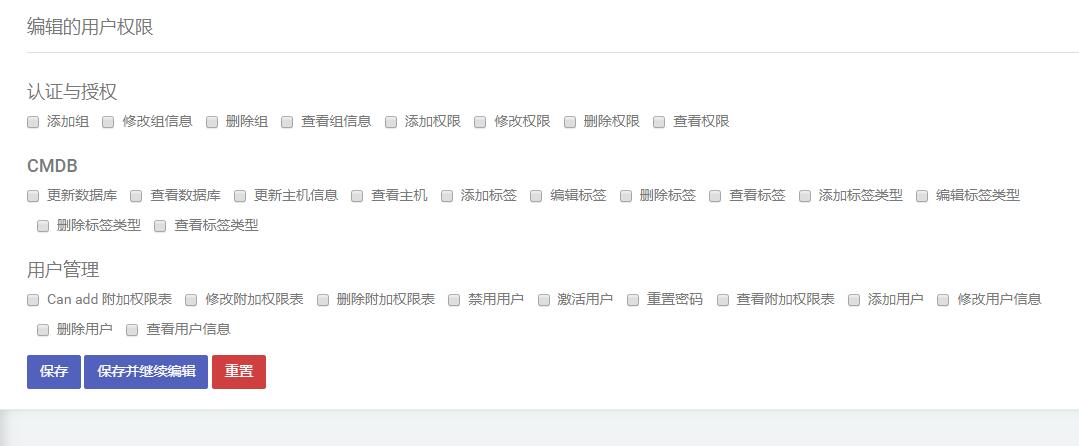 编辑的用户权限
认证与授权
添加组 修改组信息 删除组 查看组信息 添加权限 修改权限 删除权限 查看权限
CMDB
更新数据库 查看数据库 更新主机信息 查看主机 添加标签 编辑标签 删除标签 查看标签 添加标签类型 编辑标签类型
删除标签类型 查看标签类型
用户管理
Can add 附加权限表 修改附加权限表 删除附加权限表 禁用用户 激活用户 重置密码 查看附加权限表 添加用户 修改用户信息
删除用户 查看用户信息
保存 保存并继续编辑 重置